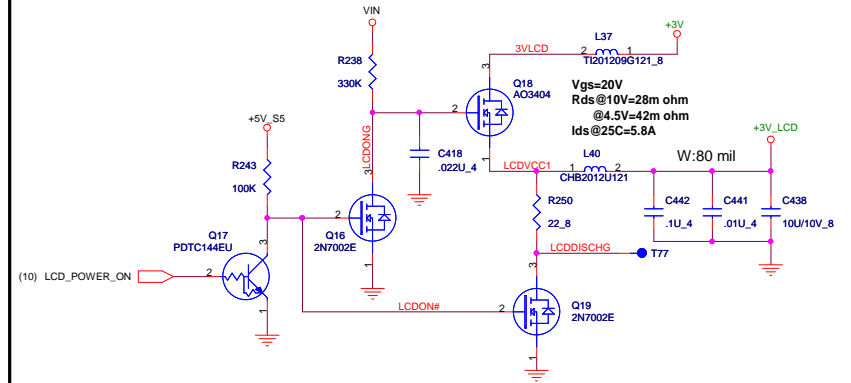 VIN
+3V
L37
3VLCD
2
1
TI201209G121_8
R238
330K
3
Q18
AO3404
Vgs=20V
Rds@10V=28m ohm
@4.5V=42m ohm
Ids@25C=5.8A
2
+5V_S5
+3V_LCD
1
LCDONG
C418
.022U_4
LCDVCC1
L40
1
2
W:80 mil
CHB2012U121
R243
100K
3
R250
22_8
C442
.1U_4
C441
.01U_4
C438
10U/10V_8
2
Q17
PDTC144EU
3
Q16
2N7002E
LCDDISCHG
T77
3
(10) LCD_POWER_ON
2
1
1
LCDON#
2
Q19
2N7002E
1